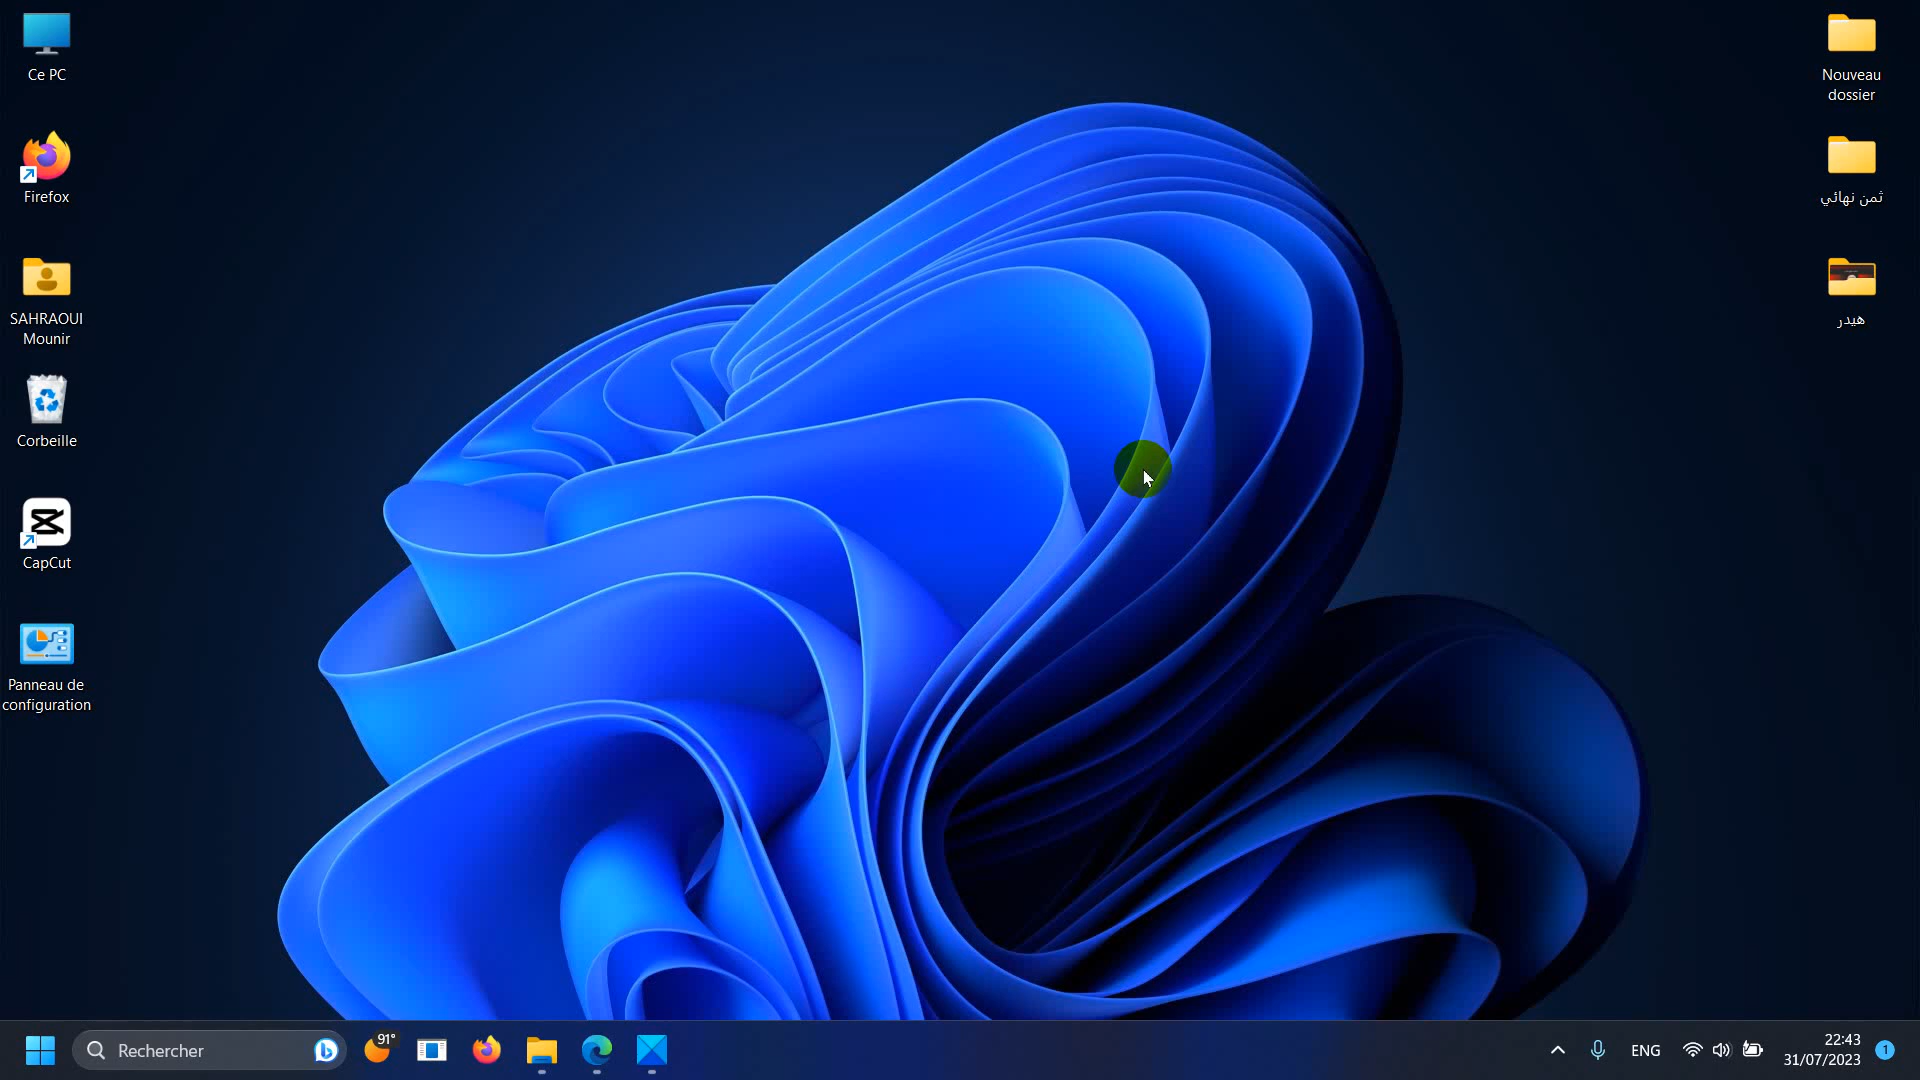 Ce PC
Firefox
SAHRAOUI
Mounir
Corbeille
CapCut
Panneau de
configuration
Nouveau
dossier
ثمن نهائي
هيدر
Rechercher
91°
ENG
22:43
31/07/2023
1